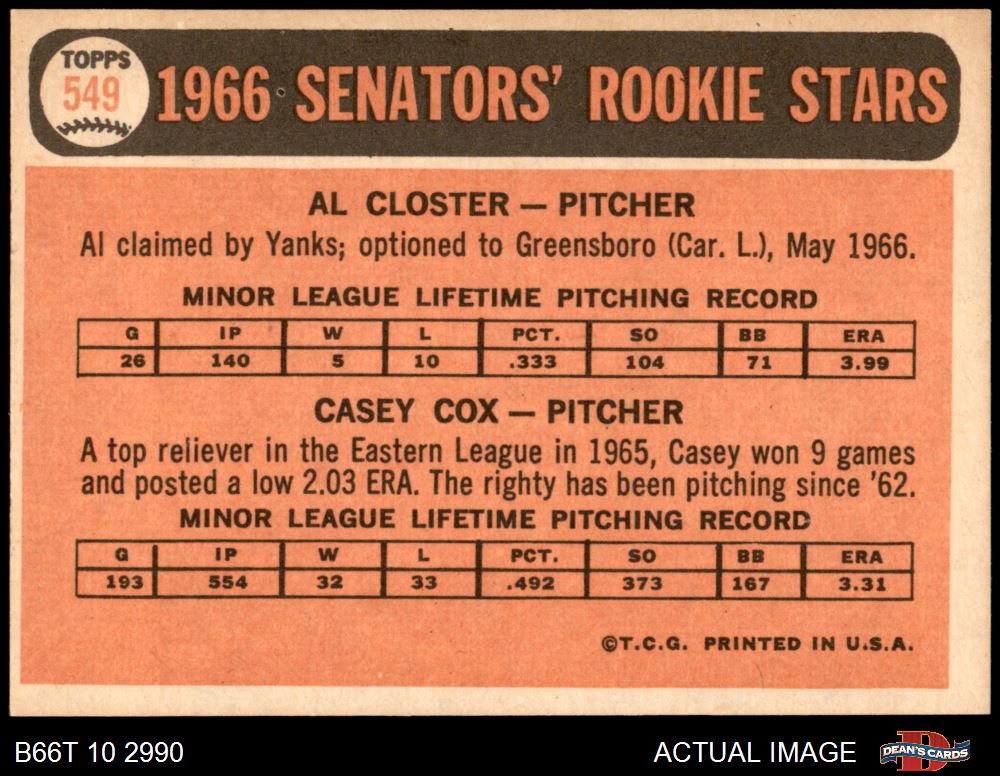 TOPPS
549
1966 SENATORS' ROOKIE STARS
AL CLOSTER — PITCHER
Al claimed by Yanks; optioned to Greensboro (Car. L.), May 1966.
MINOR LEAGUE LIFETIME PITCHING RECORD
G IP W L PCT. SO BB ERA
26 140 5 10 .333 104 71 3.99
CASEY COX — PITCHER
A top reliever in the Eastern League in 1965, Casey won 9 games
and posted a low 2.03 ERA. The righty has been pitching since '62.
MINOR LEAGUE LIFETIME PITCHING RECORD
G IP W L PCT. SO BB ERA
193 554 32 33 .492 373 167 3.31
©T.C.G. PRINTED IN U.S.A.
B66T 10 2990
ACTUAL IMAGE
DEAN'S CARDS